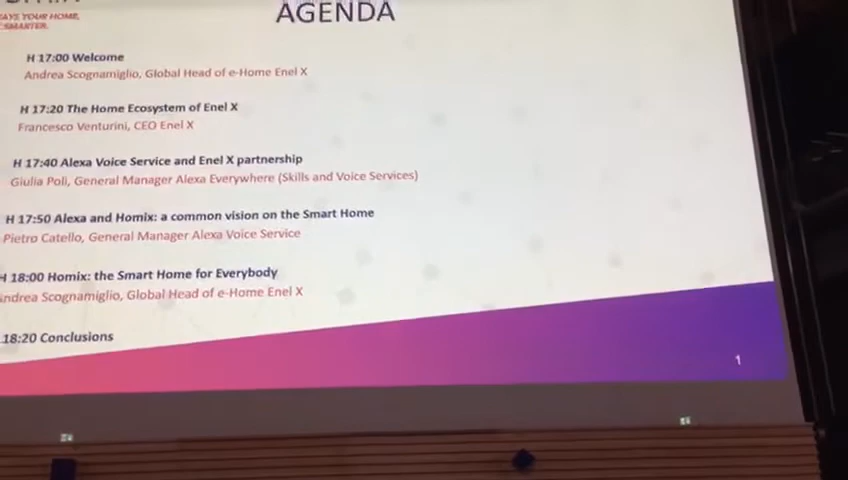 AGENDA
YOUR HOME,
SMARTER.
H 17:00 Welcome
Andrea Scognamiglio, Global Head of e-Home Enel X
H 17:20 The Home Ecosystem of Enel X
Francesco Venturini, CEO Enel X
H 17:40 Alexa Voice Service and Enel X partnership
Giulia Poli, General Manager Alexa Everywhere (Skills and Voice Services)
H 17:50 Alexa and Homix: a common vision on the Smart Home
Pietro Catello, General Manager Alexa Voice Service
H 18:00 Homix: the Smart Home for Everybody
Andrea Scognamiglio, Global Head of e-Home Enel X
18:20 Conclusions
1